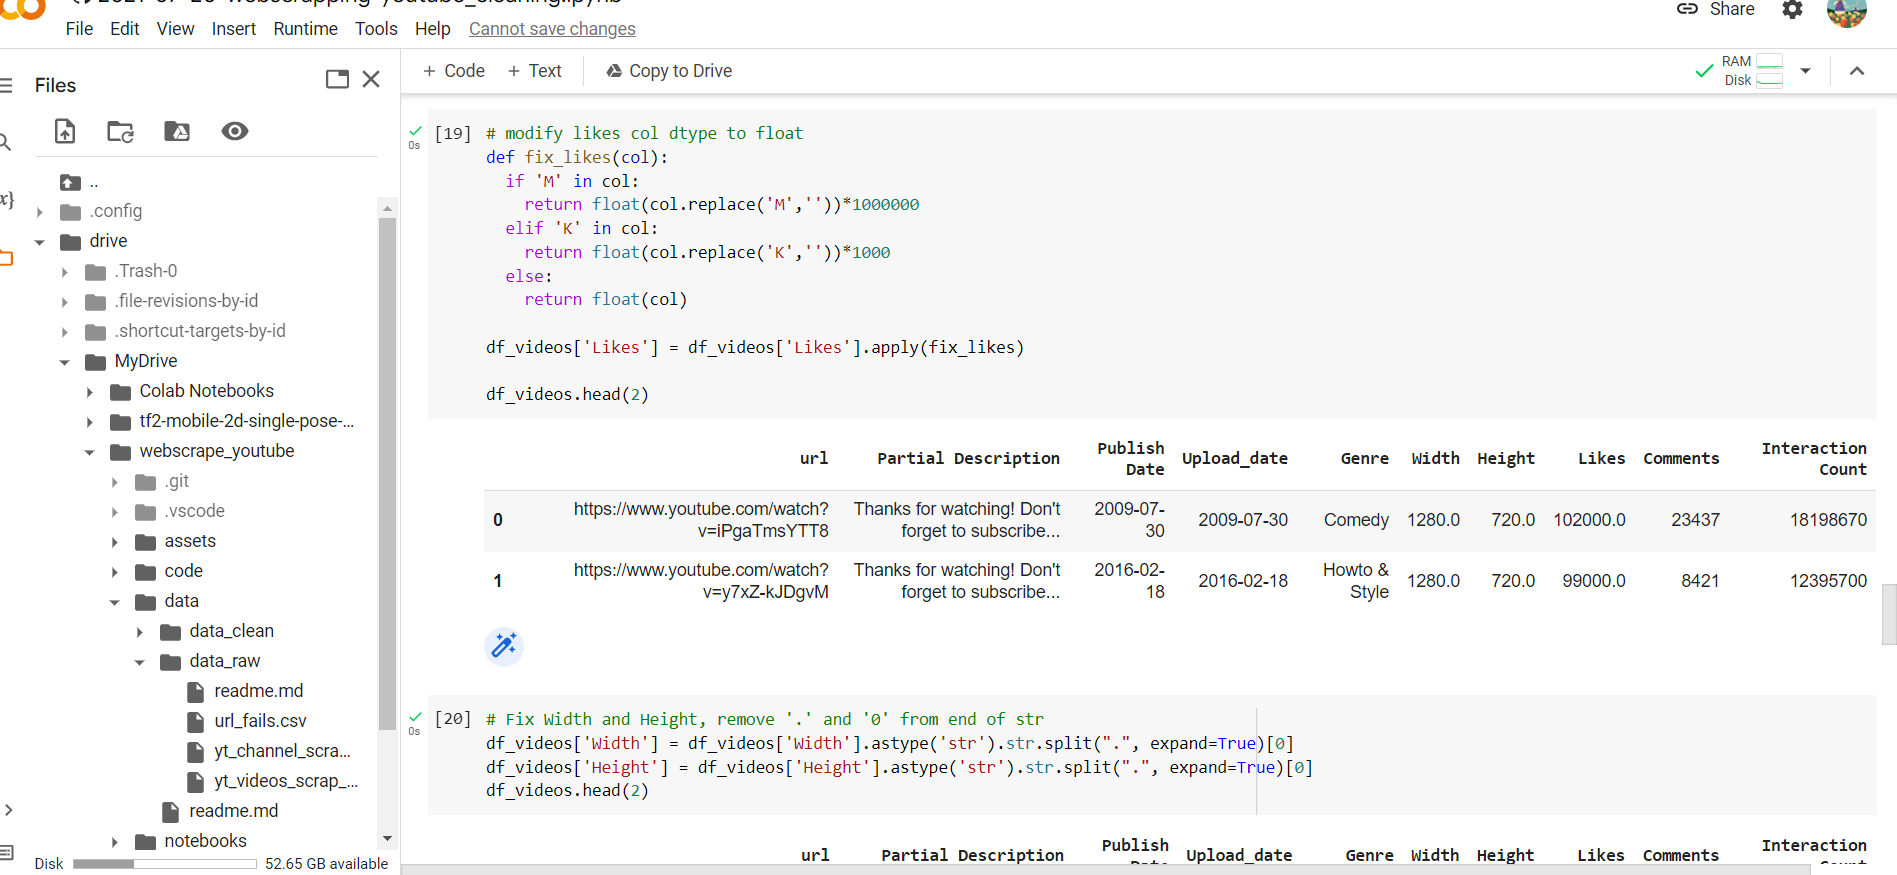 File Edit View Insert Runtime Tools Help Cannot save changes
Share
Files
+ Code + Text Copy to Drive
RAM
Disk
..
.config
drive
.Trash-0
.file-revisions-by-id
.shortcut-targets-by-id
MyDrive
Colab Notebooks
tf2-mobile-2d-single-pose-...
webscrape_youtube
.git
.vscode
assets
code
data
data_clean
data_raw
readme.md
url_fails.csv
yt_channel_scra...
yt_videos_scrap_...
readme.md
notebooks
Disk 52.65 GB available
0s
[19] # modify likes col dtype to float
def fix_likes(col):
  if 'M' in col:
    return float(col.replace('M',''))*1000000
  elif 'K' in col:
    return float(col.replace('K',''))*1000
  else:
    return float(col)
df_videos['Likes'] = df_videos['Likes'].apply(fix_likes)
df_videos.head(2)
url Partial Description Publish Date Upload_date Genre Width Height Likes Comments Interaction Count
0 https://www.youtube.com/watch?v=iPgaTmsYTT8 Thanks for watching! Don't forget to subscribe... 2009-07-30 2009-07-30 Comedy 1280.0 720.0 102000.0 23437 18198670
1 https://www.youtube.com/watch?v=y7xZ-kJDgvM Thanks for watching! Don't forget to subscribe... 2016-02-18 2016-02-18 Howto & Style 1280.0 720.0 99000.0 8421 12395700
0s
[20] # Fix Width and Height, remove '.' and '0' from end of str
df_videos['Width'] = df_videos['Width'].astype('str').str.split(".", expand=True)[0]
df_videos['Height'] = df_videos['Height'].astype('str').str.split(".", expand=True)[0]
df_videos.head(2)
url Partial Description Publish Upload_date Genre Width Height Likes Comments Interaction